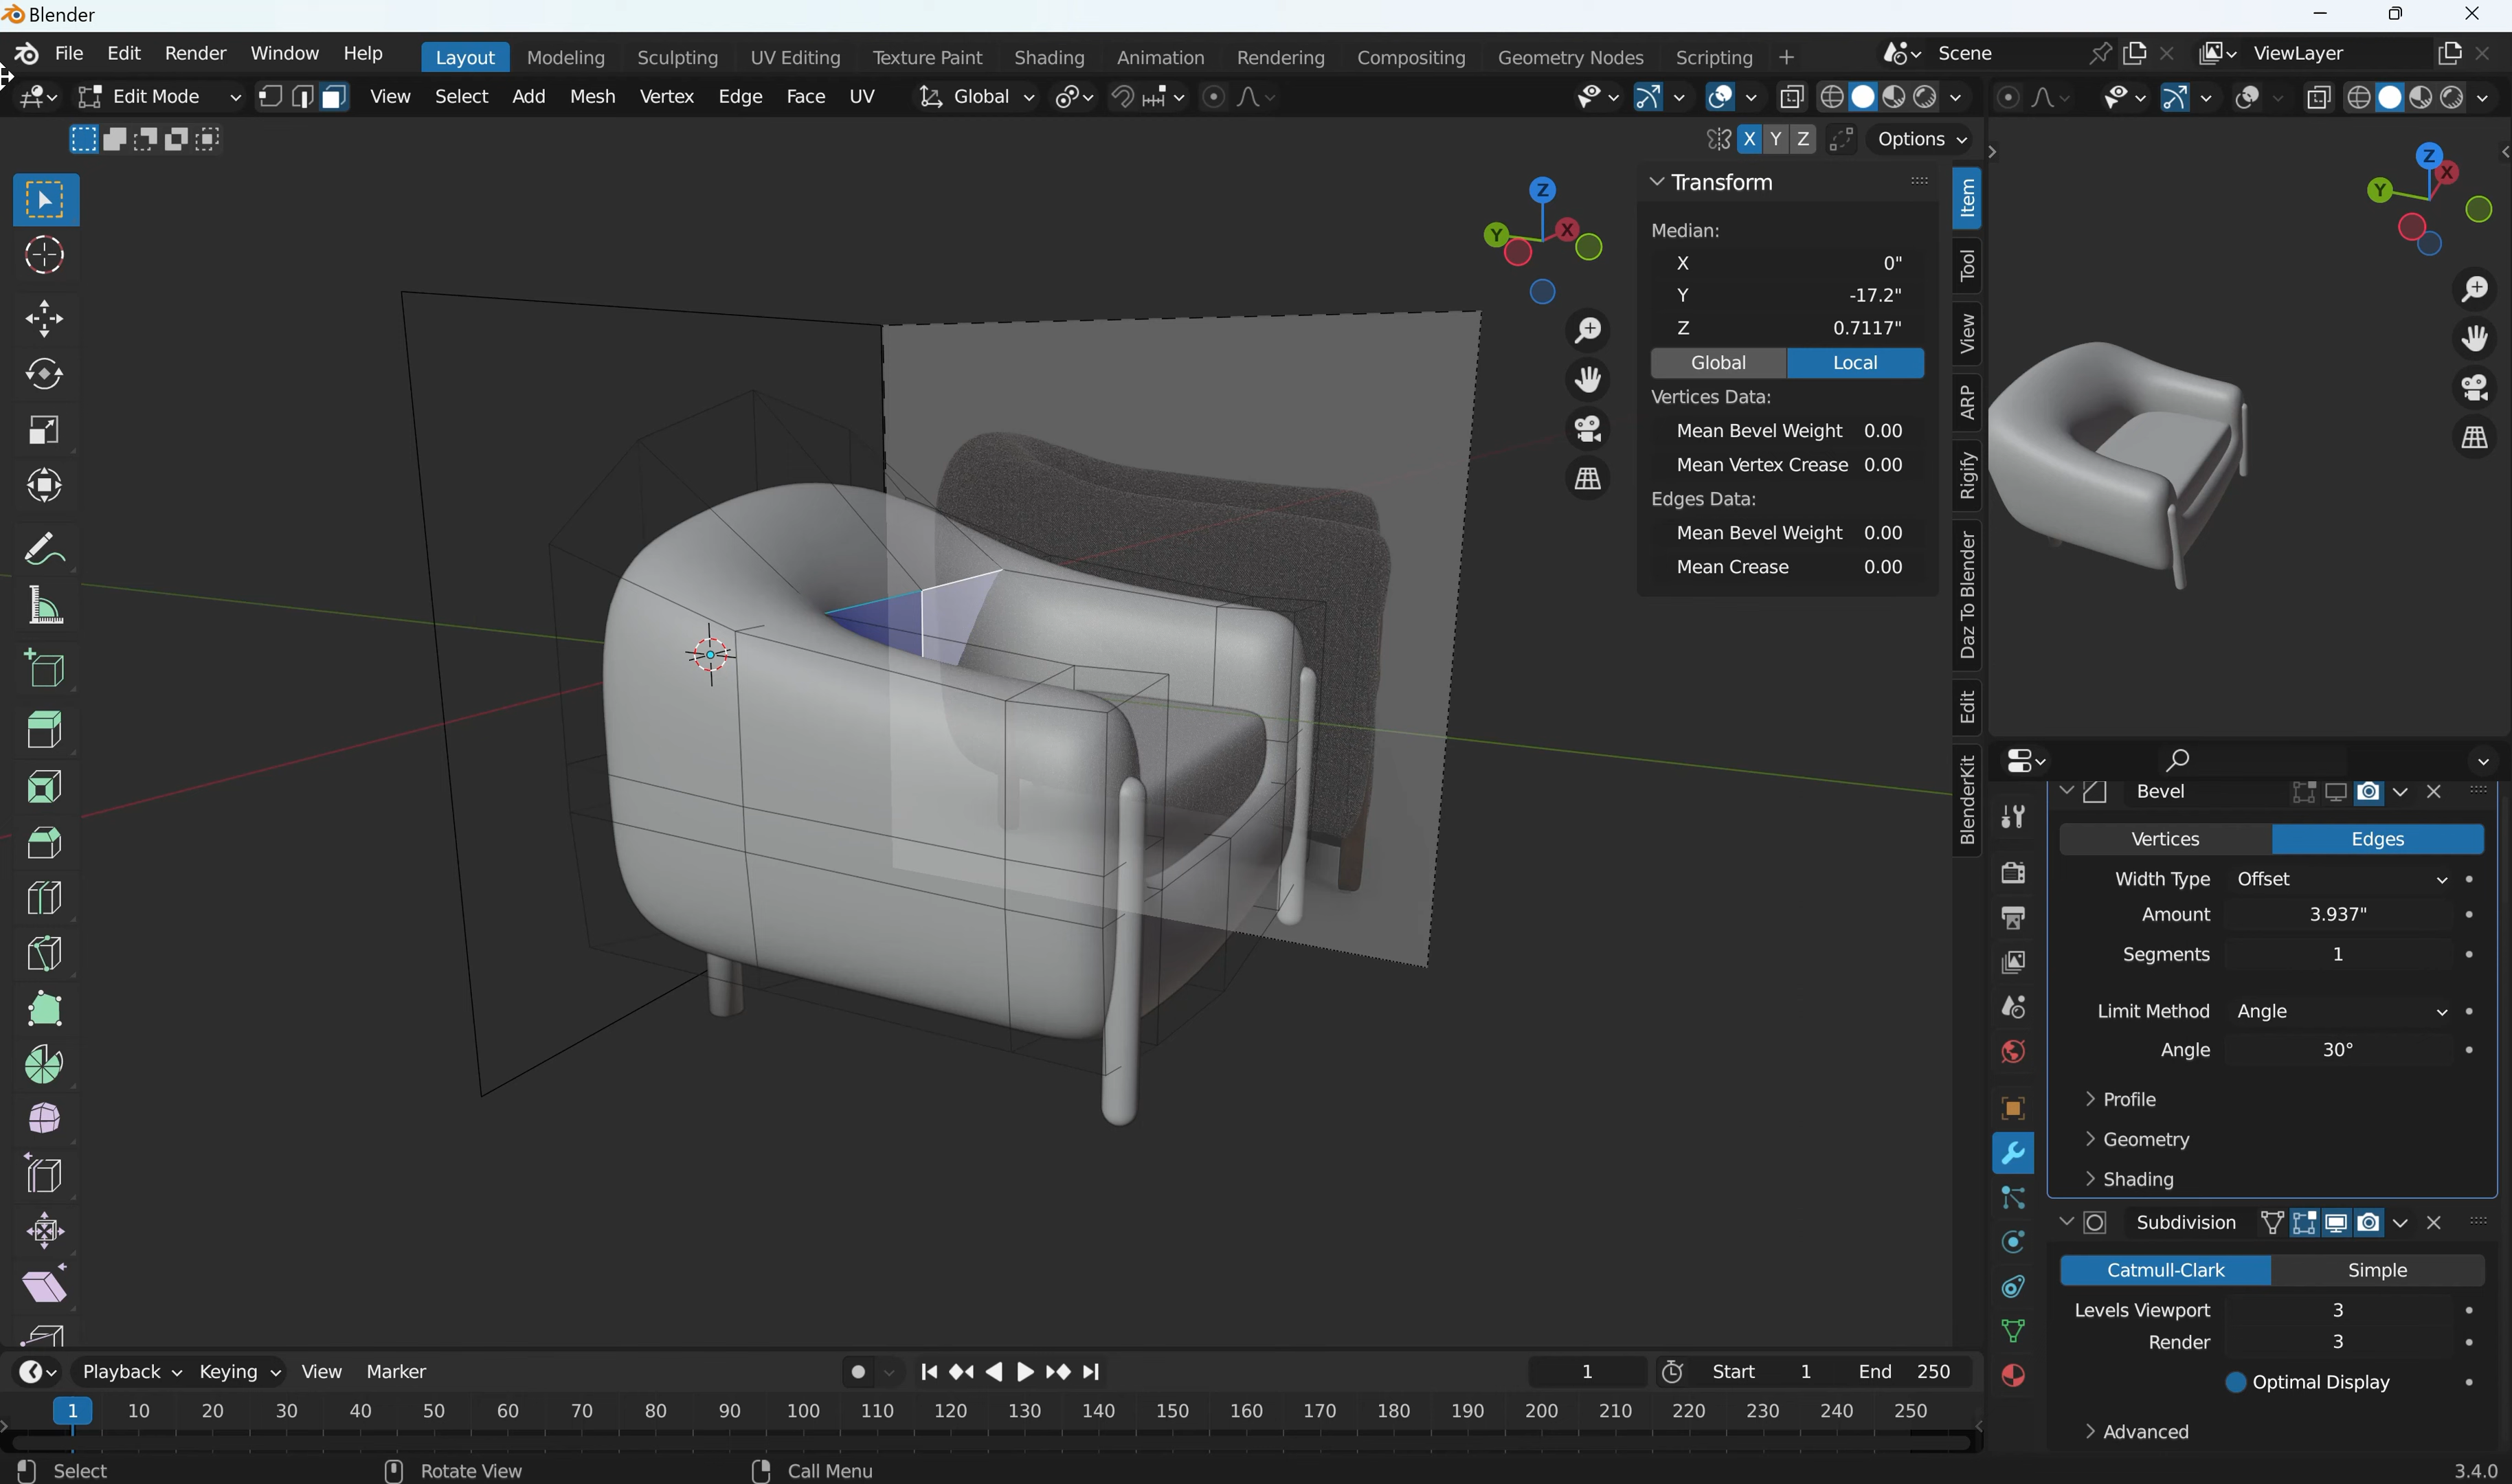 Blender
File Edit Render Window Help Layout Modeling Sculpting UV Editing Texture Paint Shading Animation Rendering Compositing Geometry Nodes Scripting + Scene ViewLayer
Edit Mode View Select Add Mesh Vertex Edge Face UV Global
X Y Z Options
Transform
Median:
X 0"
Y -17.2"
Z 0.7117"
Global Local
Vertices Data:
Mean Bevel Weight 0.00
Mean Vertex Crease 0.00
Edges Data:
Mean Bevel Weight 0.00
Mean Crease 0.00
Item
Tool
View
ARP
Rigify
Daz To Blender
Edit
BlenderKit
Z
Y
X
Z
X
Y
Bevel
Vertices Edges
Width Type Offset
Amount 3.937"
Segments 1
Limit Method Angle
Angle 30°
Profile
Geometry
Shading
Subdivision
Catmull-Clark Simple
Levels Viewport 3
Render 3
Optimal Display
Advanced
Playback Keying View Marker 1 Start 1 End 250
1 10 20 30 40 50 60 70 80 90 100 110 120 130 140 150 160 170 180 190 200 210 220 230 240 250
Select Rotate View Call Menu 3.4.0